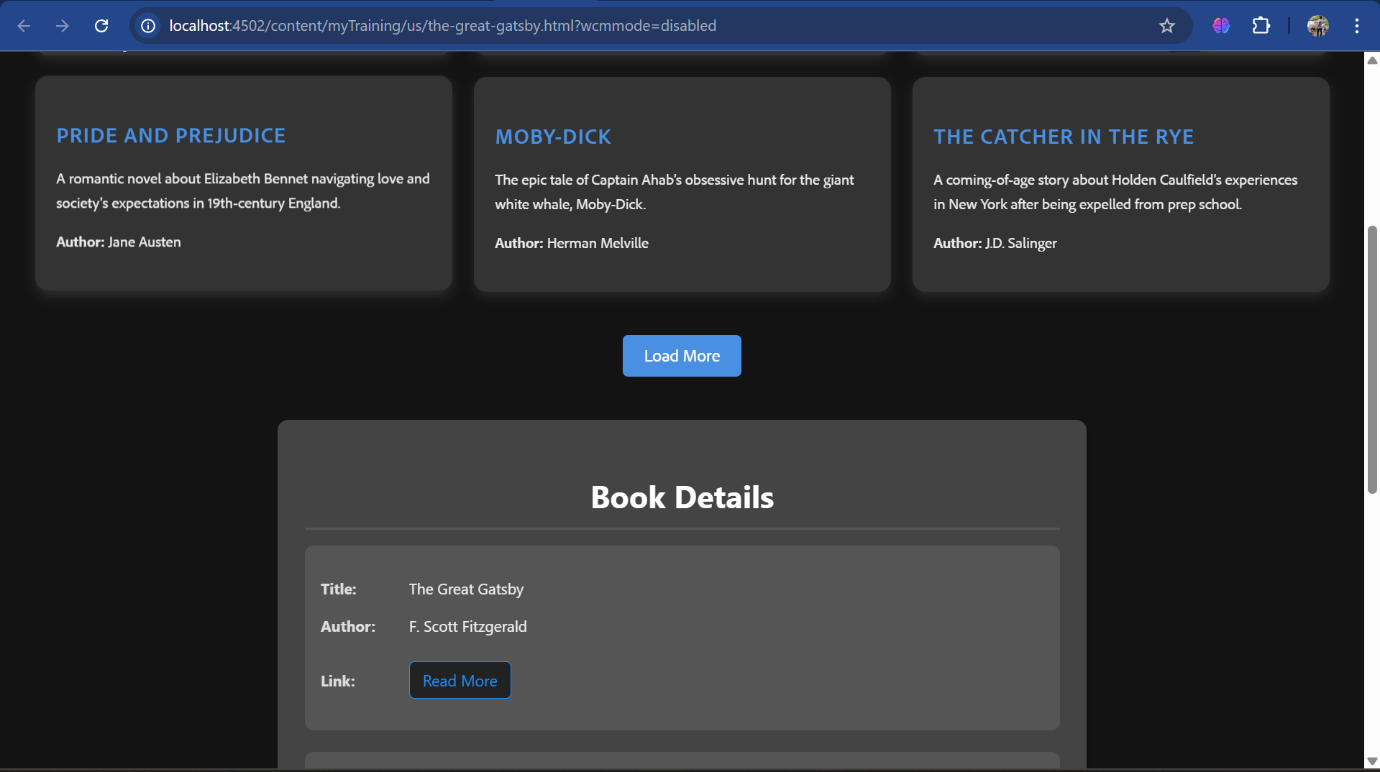 localhost:4502/content/myTraining/us/the-great-gatsby.html?wcmmode=disabled
PRIDE AND PREJUDICE
A romantic novel about Elizabeth Bennet navigating love and
society's expectations in 19th-century England.
Author: Jane Austen
MOBY-DICK
The epic tale of Captain Ahab's obsessive hunt for the giant
white whale, Moby-Dick.
Author: Herman Melville
THE CATCHER IN THE RYE
A coming-of-age story about Holden Caulfield's experiences
in New York after being expelled from prep school.
Author: J.D. Salinger
Load More
Book Details
Title: The Great Gatsby
Author: F. Scott Fitzgerald
Link: Read More